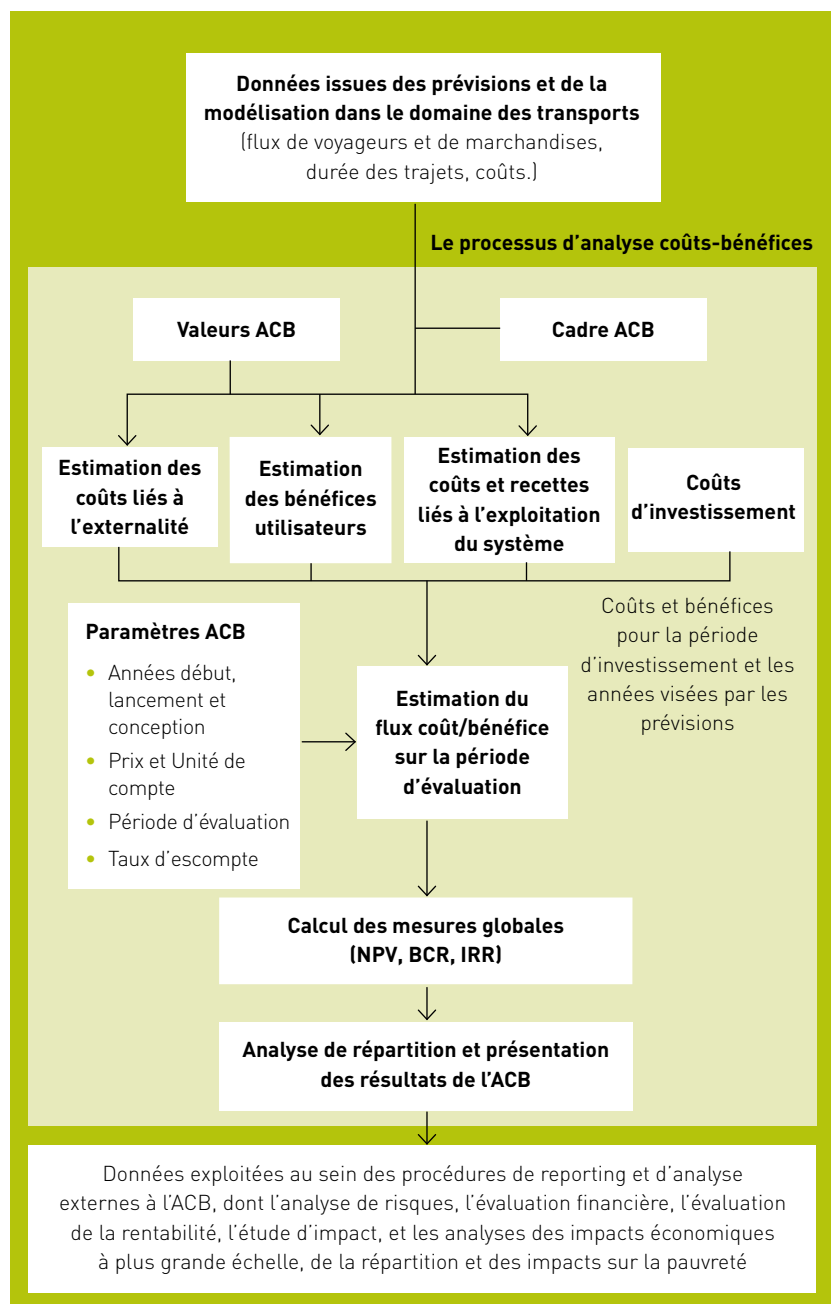 Données issues des prévisions et de la
modélisation dans le domaine des transports
(flux de voyageurs et de marchandises,
durée des trajets, coûts.)
Le processus d'analyse coûts-bénéfices
Valeurs ACB
Cadre ACB
Estimation des
coûts liés à
l'externalité
Estimation
des bénéfices
utilisateurs
Estimation des
coûts et recettes
liés à l'exploitation
du système
Coûts
d'investissement
Coûts et bénéfices
pour la période
d'investissement et les
années visées par les
prévisions
Paramètres ACB
• Années début,
lancement et
conception
• Prix et Unité de
compte
• Période d'évaluation
• Taux d'escompte
Estimation du
flux coût/bénéfice
sur la période
d'évaluation
Calcul des mesures globales
(NPV, BCR, IRR)
Analyse de répartition et présentation
des résultats de l'ACB
Données exploitées au sein des procédures de reporting et d'analyse
externes à l'ACB, dont l'analyse de risques, l'évaluation financière, l'évaluation
de la rentabilité, l'étude d'impact, et les analyses des impacts économiques
à plus grande échelle, de la répartition et des impacts sur la pauvreté